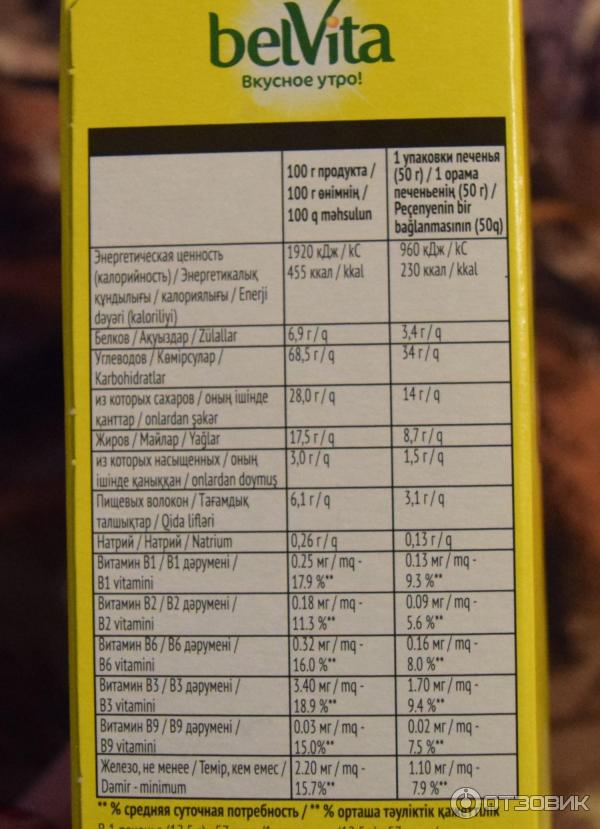 belVita
Вкусное утро!
100 г продукта /
100 г өнімнің /
100 q məhsulun
1 упаковки печенья
(50 г) / 1 орама
печеньенің (50 г) /
Peçenyenin bir
bağlanmasının (50q)
Энергетическая ценность
(калорийность) / Энергетикалық
құндылығы / калориялығы / Enerji
dəyəri (kaloriliyi)
1920 кДж / kC
455 ккал / kkal
960 кДж / kC
230 ккал / kkal
Белков / Ақуыздар / Zülallar
6,9 г / q
3,4 г / q
Углеводов / Көмірсулар /
Karbohidratlar
68,5 г / q
34 г / q
из которых сахаров / оның ішінде
қанттар / onlardan şəkər
28,0 г / q
14 г / q
Жиров / Майлар / Yağlar
17,5 г / q
8,7 г / q
из которых насыщенных / оның
ішінде қаныққан / onlardan doymuş
3,0 г / q
1,5 г / q
Пищевых волокон / Тағамдық
талшықтар / Qida lifləri
6,1 г / q
3,1 г / q
Натрий / Натрий / Natrium
0,26 г / q
0,13 г / q
Витамин B1 / B1 дәрумені /
B1 vitamini
0.25 мг / mq -
17.9 %**
0.13 мг / mq -
9.3 %**
Витамин B2 / B2 дәрумені /
B2 vitamini
0.18 мг / mq -
11.3 %**
0.09 мг / mq -
5.6 %**
Витамин B6 / B6 дәрумені /
B6 vitamini
0.32 мг / mq -
16.0 %**
0.16 мг / mq -
8.0 %**
Витамин B3 / B3 дәрумені /
B3 vitamini
3.40 мг / mq -
18.9 %**
1.70 мг / mq -
9.4 %**
Витамин B9 / B9 дәрумені /
B9 vitamini
0.03 мг / mq -
15.0%**
0.02 мг / mq -
7.5 %**
Железо, не менее / Темір, кем емес /
Dəmir - minimum
2.20 мг / mq -
15.7%**
1.10 мг / mq -
7.9 %**
** % средняя суточная потребность / ** % орташа тәуліктік
ОТЗОВИК